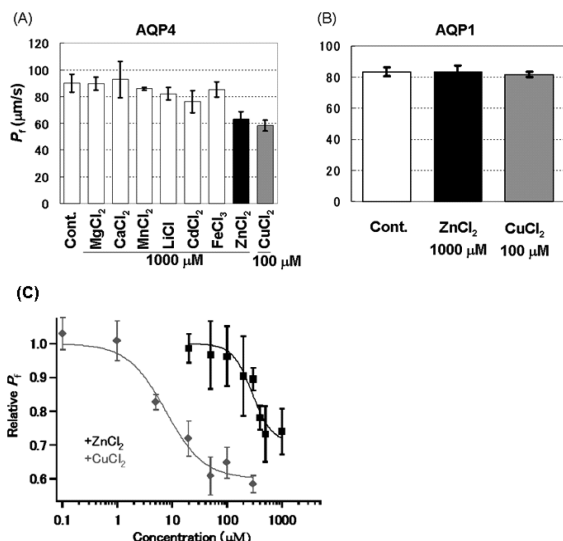 (A)
AQP4
P_f (μm/s)
120
100
80
60
40
20
0
Cont.
MgCl₂
CaCl₂
MnCl₂
LiCl
CdCl₂
FeCl₃
ZnCl₂
CuCl₂
1000 μM
100 μM
(B)
AQP1
100
80
60
40
20
0
Cont.
ZnCl₂
1000 μM
CuCl₂
100 μM
(C)
Relative P_f
1.0
0.9
0.8
0.7
0.6
+ZnCl₂
+CuCl₂
0.1
1
10
100
1000
Concentration (μM)